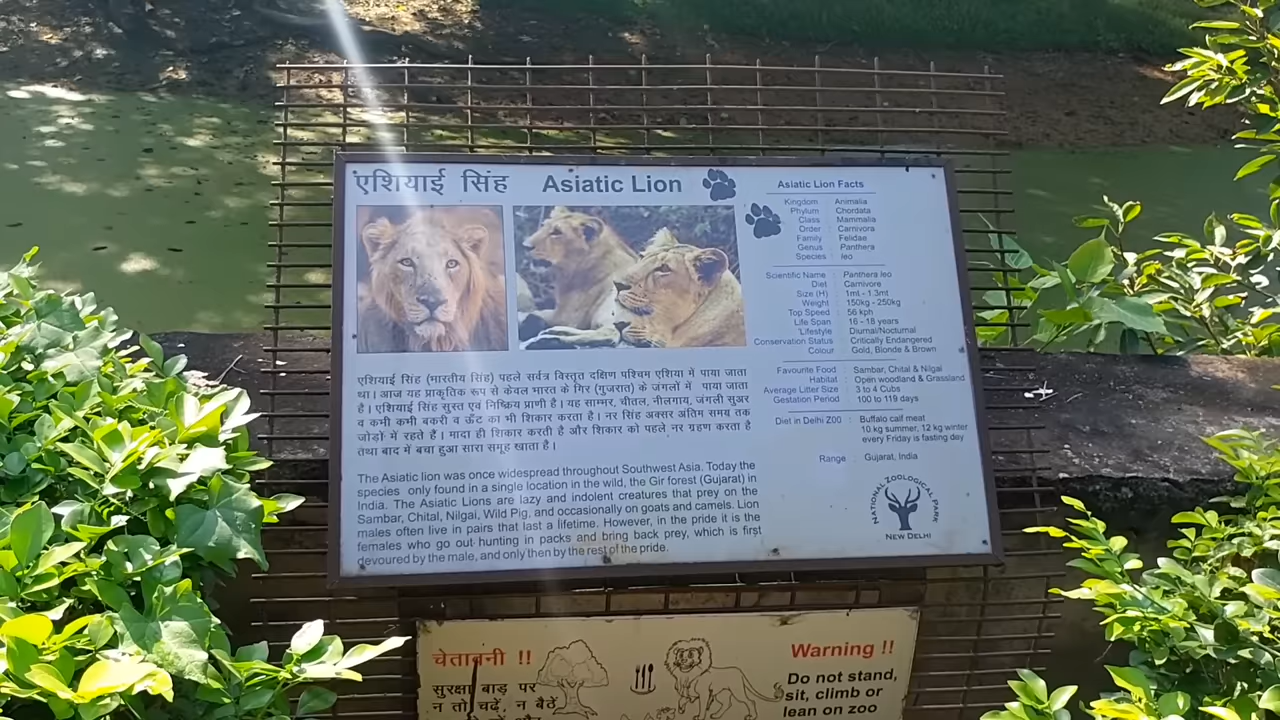 एशियाई सिंह
Asiatic Lion
एशियाई सिंह (भारतीय सिंह) पहले सर्वत्र विस्तृत दक्षिण पश्चिम एशिया में पाया जाता
था। आज यह प्राकृतिक रूप से केवल भारत के गिर (गुजरात) के जंगलों में पाया जाता
है। एशियाई सिंह सुस्त एवं निष्क्रिय प्राणी है। यह साम्भर, चीतल, नीलगाय, जंगली सुअर
व कभी कभी बकरी व ऊँट का भी शिकार करता है। नर सिंह अक्सर अंतिम समय तक
जोड़ों में रहते हैं। मादा ही शिकार करती है और शिकार को पहले नर ग्रहण करता है
तथा बाद में बचा हुआ सारा समूह खाता है।
The Asiatic lion was once widespread throughout Southwest Asia. Today the
species only found in a single location in the wild, the Gir forest (Gujarat) in
India. The Asiatic Lions are lazy and indolent creatures that prey on the
Sambar, Chital, Nilgai, Wild Pig, and occasionally on goats and camels. Lion
males often live in pairs that last a lifetime. However, in the pride it is the
females who go out hunting in packs and bring back prey, which is first
devoured by the male, and only then by the rest of the pride.
Asiatic Lion Facts
Kingdom : Animalia
Phylum : Chordata
Class : Mammalia
Order : Carnivora
Family : Felidae
Genus : Panthera
Species : leo
Scientific Name : Panthera leo
Diet : Carnivore
Size (H) : 1mt - 1.3mt
Weight : 150kg - 250kg
Top Speed : 56 kph
Life Span : 16 - 18 years
'Lifestyle : Diurnal/Nocturnal
Conservation Status : Critically Endangered
Colour : Gold, Blonde & Brown
Favourite Food : Sambar, Chital & Nilgai
Habitat : Open woodland & Grassland
Average Litter Size : 3 to 4 Cubs
Gestation Period : 100 to 119 days
Diet in Delhi ZOO : Buffalo calf meat
10 kg summer, 12 kg winter
every Friday is fasting day
Range : Gujarat, India
NATIONAL ZOOLOGICAL PARK
NEW DELHI
चेतावनी !!
सुरक्षा बाड़ पर
न तो चढ़ें, न बैठें
Warning !!
Do not stand,
sit, climb or
lean on zoo